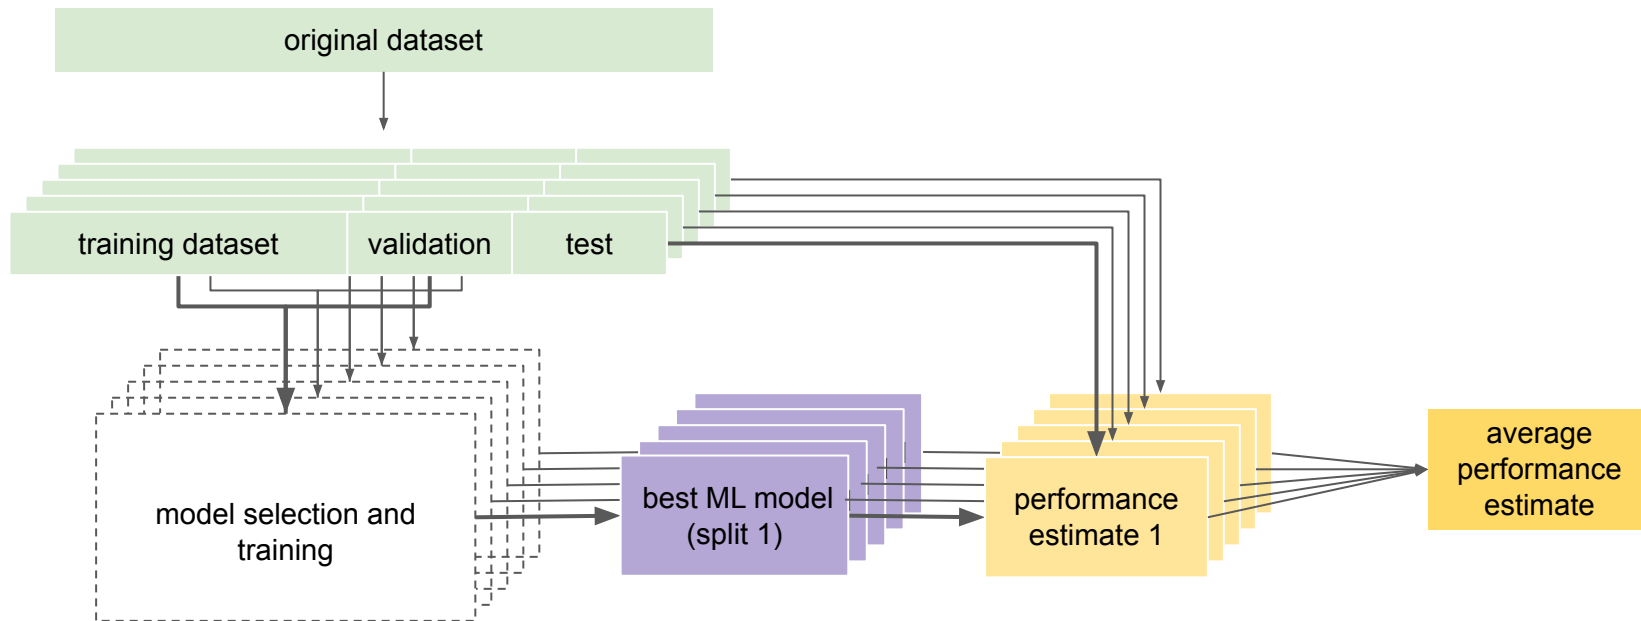 original dataset
training dataset
validation
test
model selection and
training
best ML model
(split 1)
performance
estimate 1
average
performance
estimate